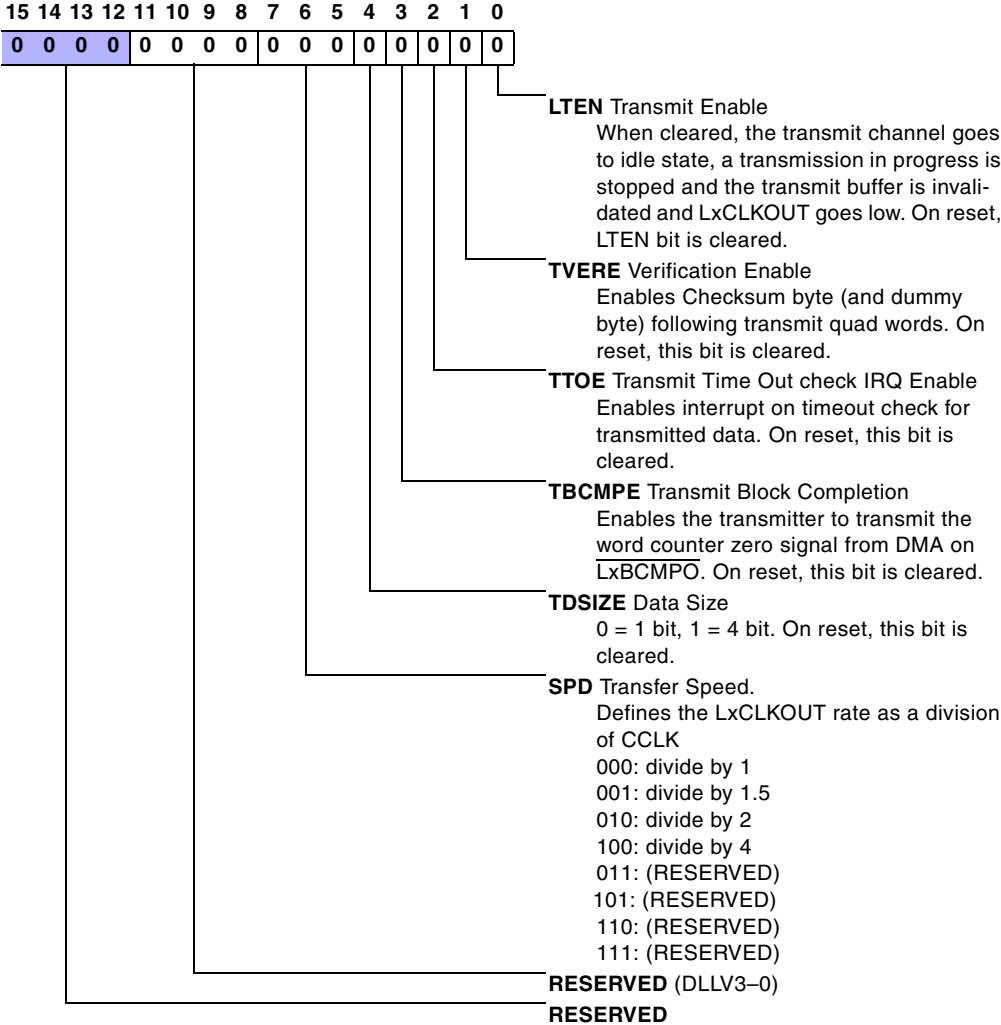 15 14 13 12 11 10 9 8 7 6 5 4 3 2 1 0
0 0 0 0 0 0 0 0 0 0 0 0 0 0 0 0
LTEN Transmit Enable
When cleared, the transmit channel goes
to idle state, a transmission in progress is
stopped and the transmit buffer is invali-
dated and LxCLKOUT goes low. On reset,
LTEN bit is cleared.
TVERE Verification Enable
Enables Checksum byte (and dummy
byte) following transmit quad words. On
reset, this bit is cleared.
TTOE Transmit Time Out check IRQ Enable
Enables interrupt on timeout check for
transmitted data. On reset, this bit is
cleared.
TBCMPE Transmit Block Completion
Enables the transmitter to transmit the
word counter zero signal from DMA on
LxBCMPO. On reset, this bit is cleared.
TDSIZE Data Size
0 = 1 bit, 1 = 4 bit. On reset, this bit is
cleared.
SPD Transfer Speed.
Defines the LxCLKOUT rate as a division
of CCLK
000: divide by 1
001: divide by 1.5
010: divide by 2
100: divide by 4
011: (RESERVED)
101: (RESERVED)
110: (RESERVED)
111: (RESERVED)
RESERVED (DLLV3–0)
RESERVED